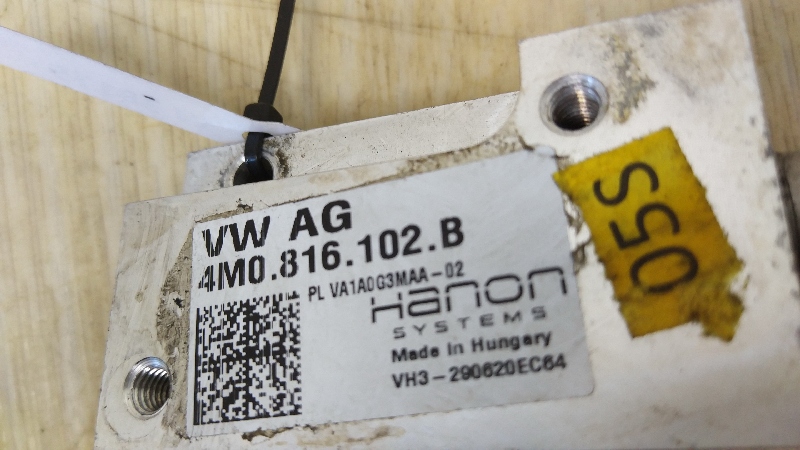 VW AG
4M0.816.102.B
PL VA1A0G3MAA-02
Hanon
SYSTEMS
Made in Hungary
VH3-290620EC64
05S